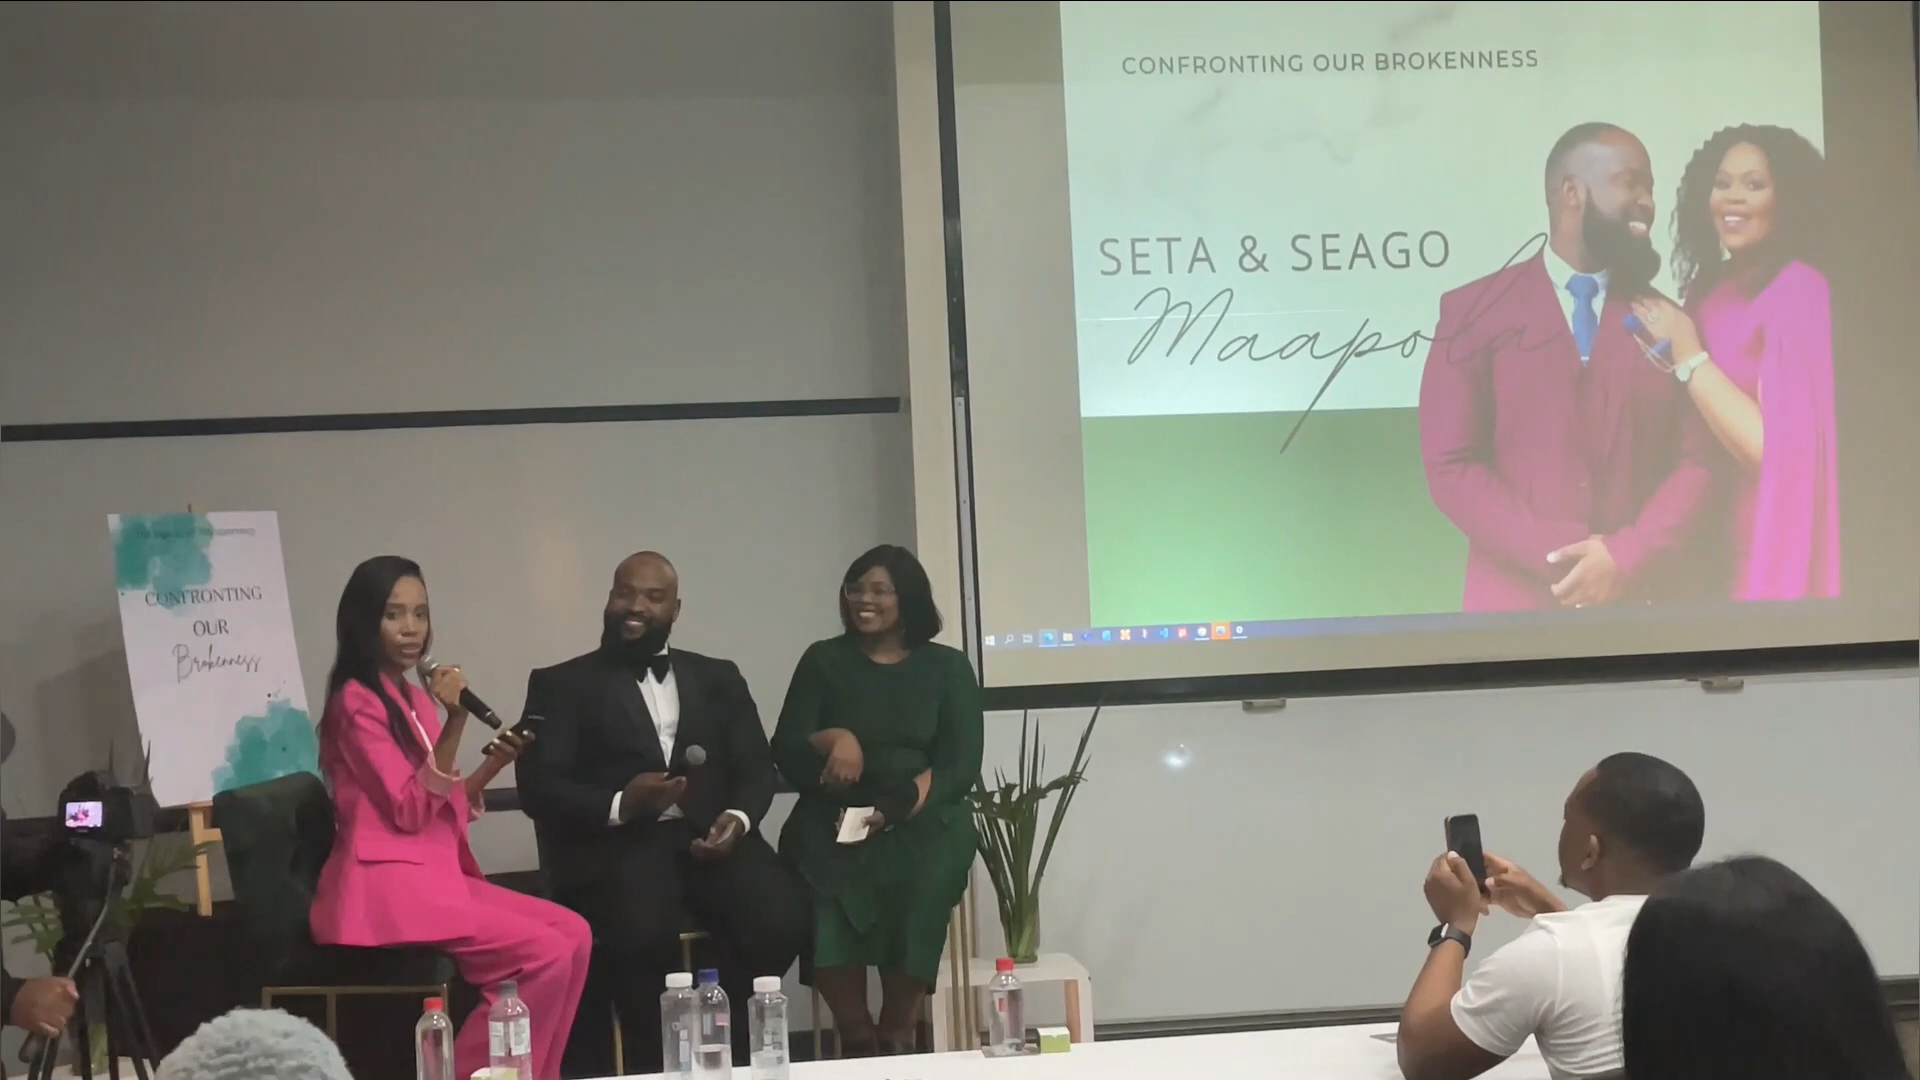 CONFRONTING OUR BROKENNESS
SETA & SEAGO
Maapola
CONFRONTING
OUR
Brokenness